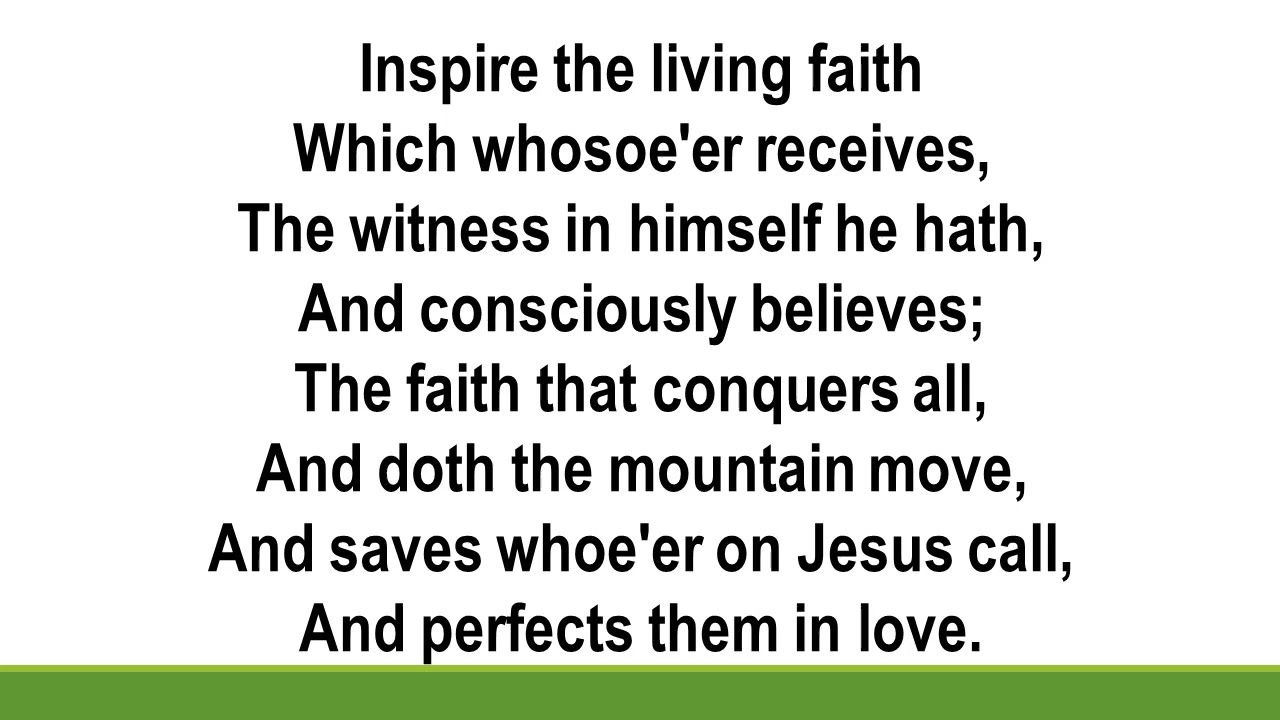 Inspire the living faith
Which whosoe'er receives,
The witness in himself he hath,
And consciously believes;
The faith that conquers all,
And doth the mountain move,
And saves whoe'er on Jesus call,
And perfects them in love.